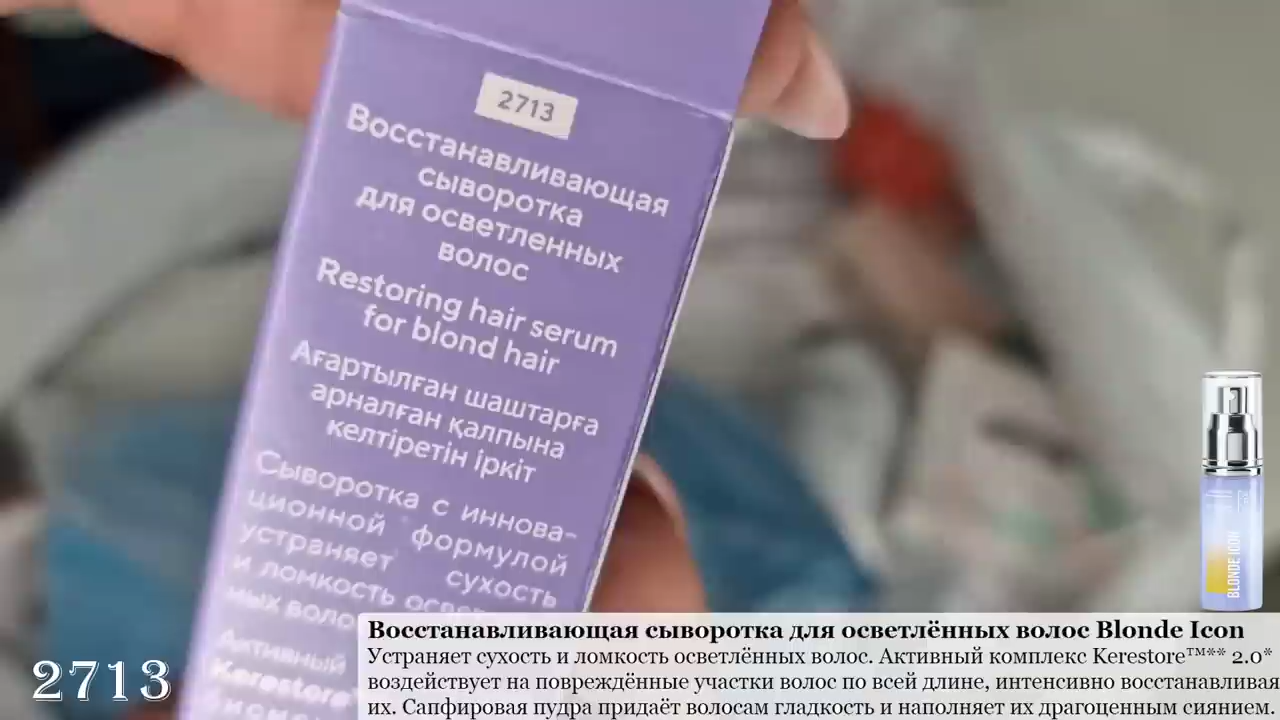 2713
Восстанавливающая
сыворотка
для осветленных
волос
Restoring hair serum
for blond hair
Ағартылған шаштарға
арналған қалпына
келтіретін іркіт
Сыворотка с иннова-
ционной формулой
устраняет сухость
и ломкость
Активный
Kerestore
BLONDE ICON
2713
Восстанавливающая сыворотка для осветлённых волос Blonde Icon
Устраняет сухость и ломкость осветлённых волос. Активный комплекс Kerestore™** 2.0*
воздействует на повреждённые участки волос по всей длине, интенсивно восстанавливая
их. Сапфировая пудра придаёт волосам гладкость и наполняет их драгоценным сиянием.